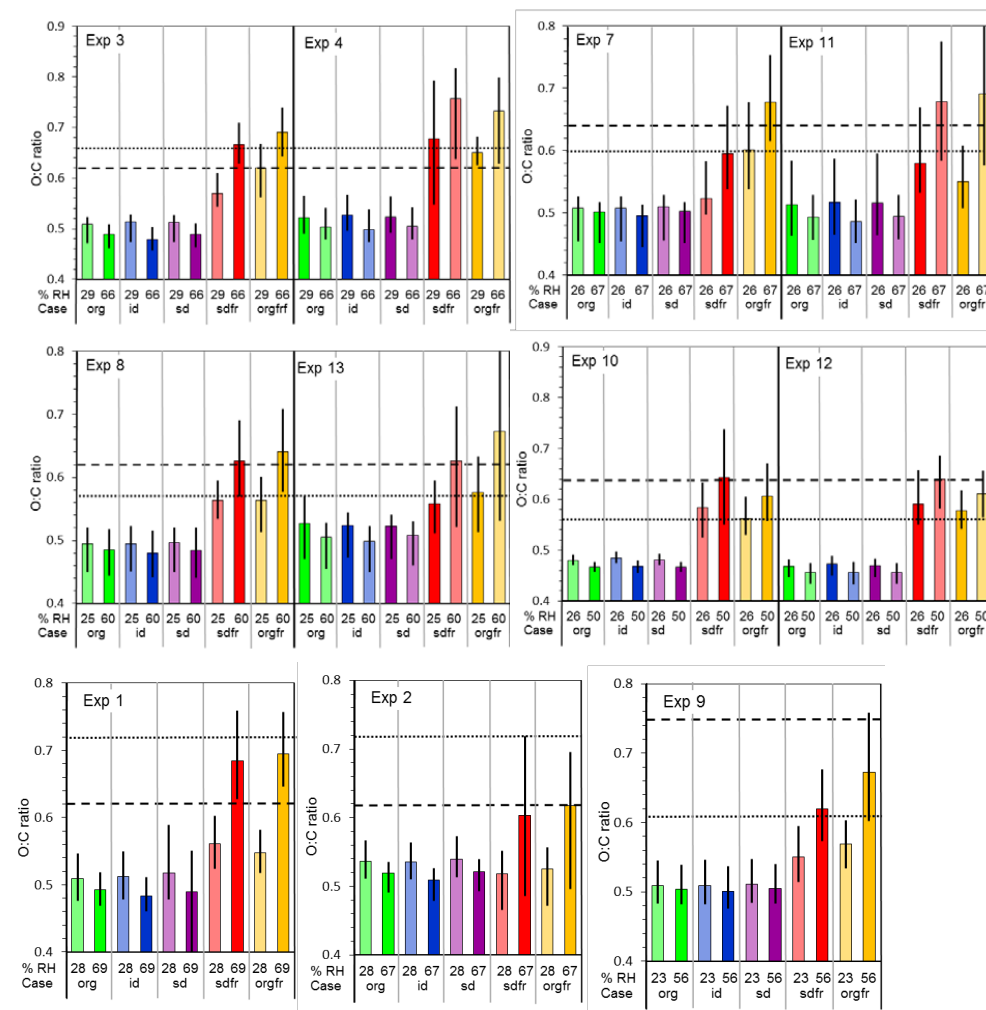 Exp 3
Exp 4
O:C ratio
0.9
0.8
0.7
0.6
0.5
0.4
% RH 29 66 29 66 29 66 29 66 29 66 29 66 29 66 29 66 29 66 29 66
Case org id sd sdfr orgfrf org id sd sdfr orgfr
Exp 7
Exp 11
O:C ratio
0.8
0.7
0.6
0.5
0.4
% RH 26 67 26 67 26 67 26 67 26 67 26 67 26 67 26 67 26 67 26 67
Case org id sd sdfr orgfr org id sd sdfr orgfr
Exp 8
Exp 13
O:C ratio
0.8
0.7
0.6
0.5
0.4
% RH 25 60 25 60 25 60 25 60 25 60 25 60 25 60 25 60 25 60 25 60
Case org id sd sdfr orgfr org id sd sdfr orgfr
Exp 10
Exp 12
O:C ratio
0.9
0.8
0.7
0.6
0.5
0.4
% RH 26 50 26 50 26 50 26 50 26 50 26 50 26 50 26 50 26 50 26 50
Case org id sd sdfr orgfr org id sd sdfr orgfr
Exp 1
O:C ratio
0.8
0.7
0.6
0.5
0.4
% RH 28 69 28 69 28 69 28 69 28 69
Case org id sd sdfr orgfr
Exp 2
O:C ratio
0.8
0.7
0.6
0.5
0.4
% RH 28 67 28 67 28 67 28 67 28 67
Case org id sd sdfr orgfr
Exp 9
O:C ratio
0.8
0.7
0.6
0.5
0.4
% RH 23 56 23 56 23 56 23 56 23 56
Case org id sd sdfr orgfr